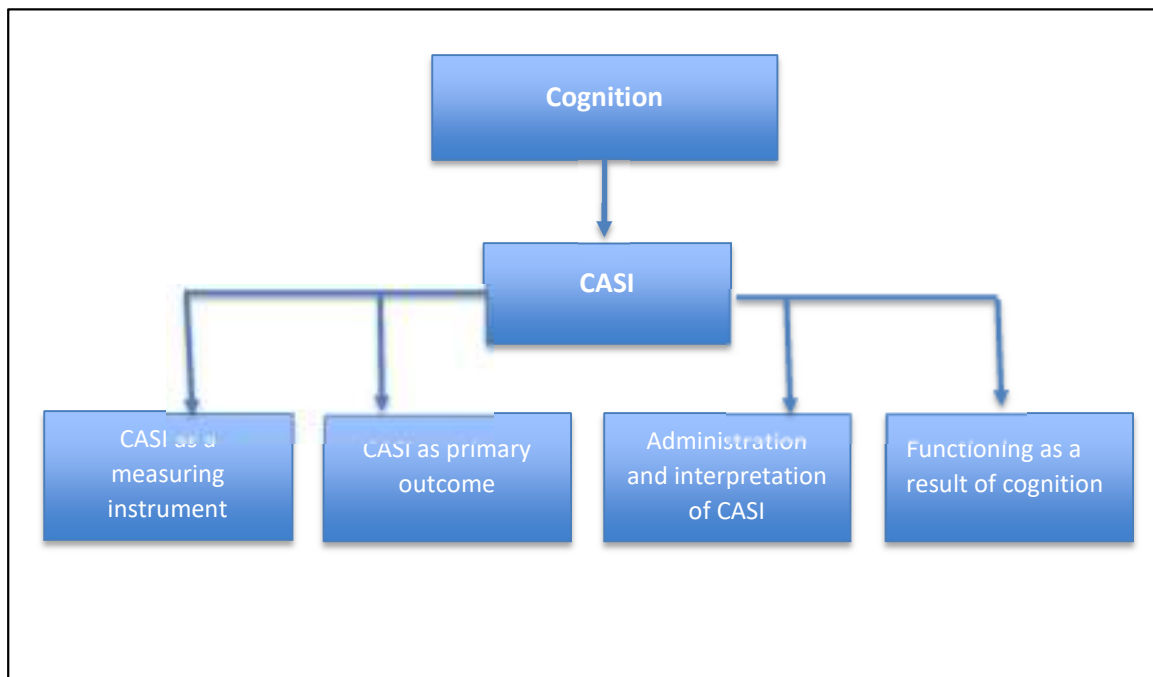 Cognition
CASI
CASI as a
measuring
instrument
CASI as primary
outcome
Administration
and interpretation
of CASI
Functioning as a
result of cognition